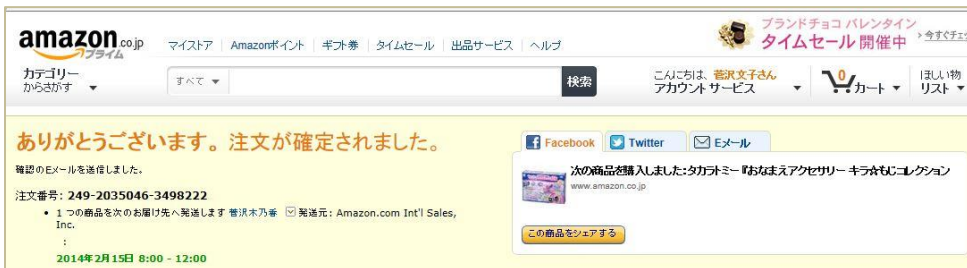 amazon.co.jp
プライム
マイストア Amazonポイント ギフト券 タイムセール 出品サービス ヘルプ
ブランドチョコ バレンタイン
タイムセール 開催中
カテゴリー
からさがす
すべて
検索
こんにちは、菅沢文子さん
アカウントサービス
0
カート
ほしい物
リスト
ありがとうございます。注文が確定されました。
確認のEメールを送信しました。
注文番号: 249-2035046-3498222
• 1 つの商品を次のお届け先へ発送します 菅沢木乃香 発送元: Amazon.com Int'l Sales,
Inc.
:
2014年2月15日 8:00 - 12:00
Facebook Twitter Eメール
次の商品を購入しました:タカラトミー『おなまえアクセサリー キラ☆もじコレクション
www.amazon.co.jp
この商品をシェアする